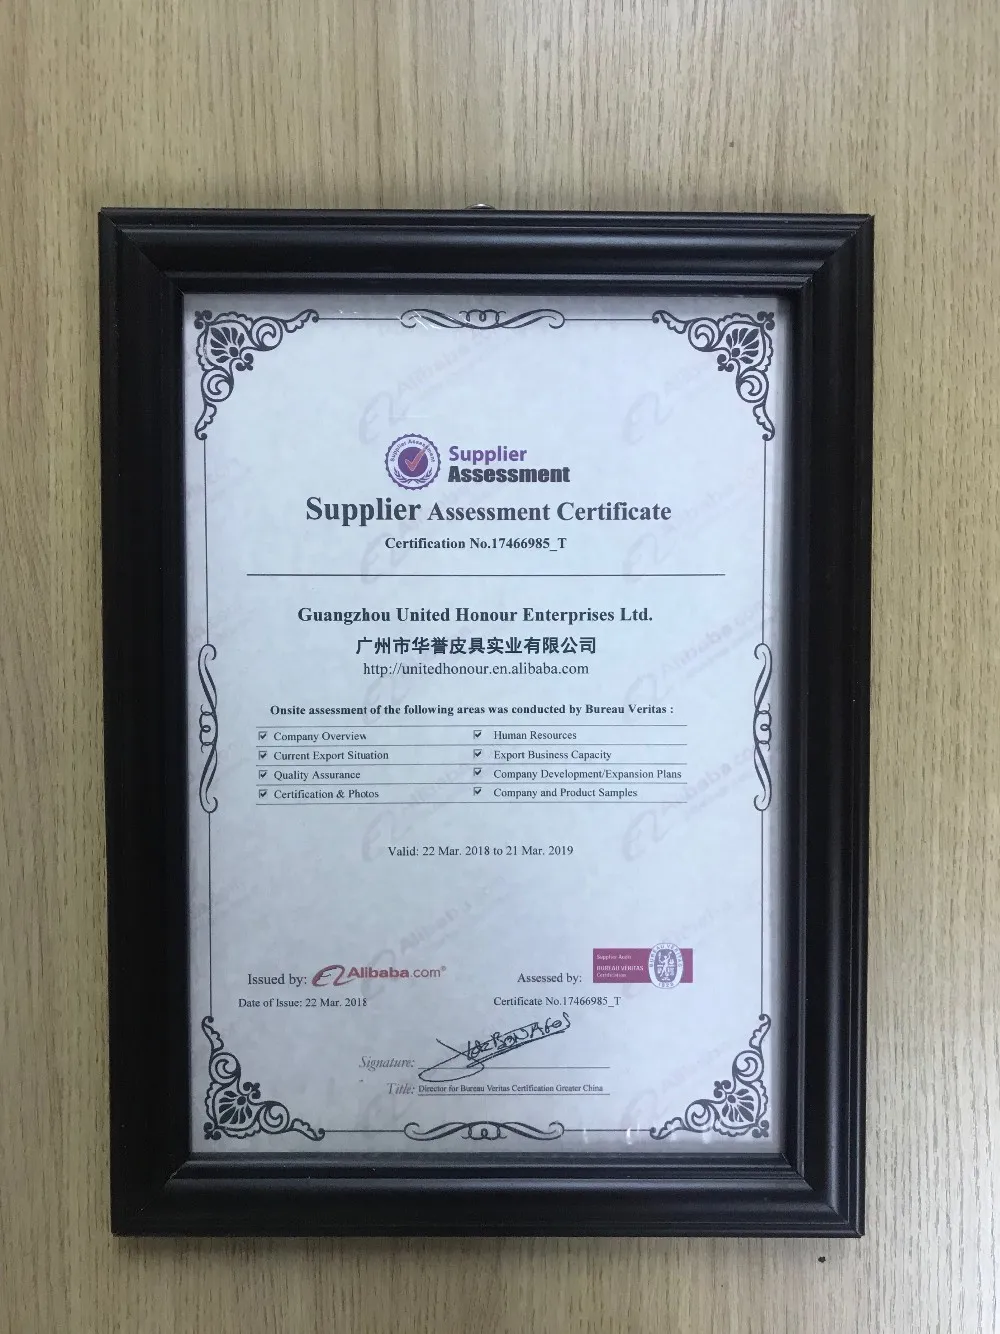 Supplier
Assessment
Supplier Assessment Certificate
Certification No.17466985_T
Guangzhou United Honour Enterprises Ltd.
广州市华誉皮具实业有限公司
http://unitedhonour.en.alibaba.com
Onsite assessment of the following areas was conducted by Bureau Veritas :
Company Overview Human Resources
Current Export Situation Export Business Capacity
Quality Assurance Company Development/Expansion Plans
Certification & Photos Company and Product Samples
Valid: 22 Mar. 2018 to 21 Mar. 2019
Issued by: Alibaba.com® Assessed by: Supplier Audit
BUREAU VERITAS
Certification
Date of Issue: 22 Mar. 2018 Certificate No.17466985_T
Signature:
Title: Director for Bureau Veritas Certification Greater China